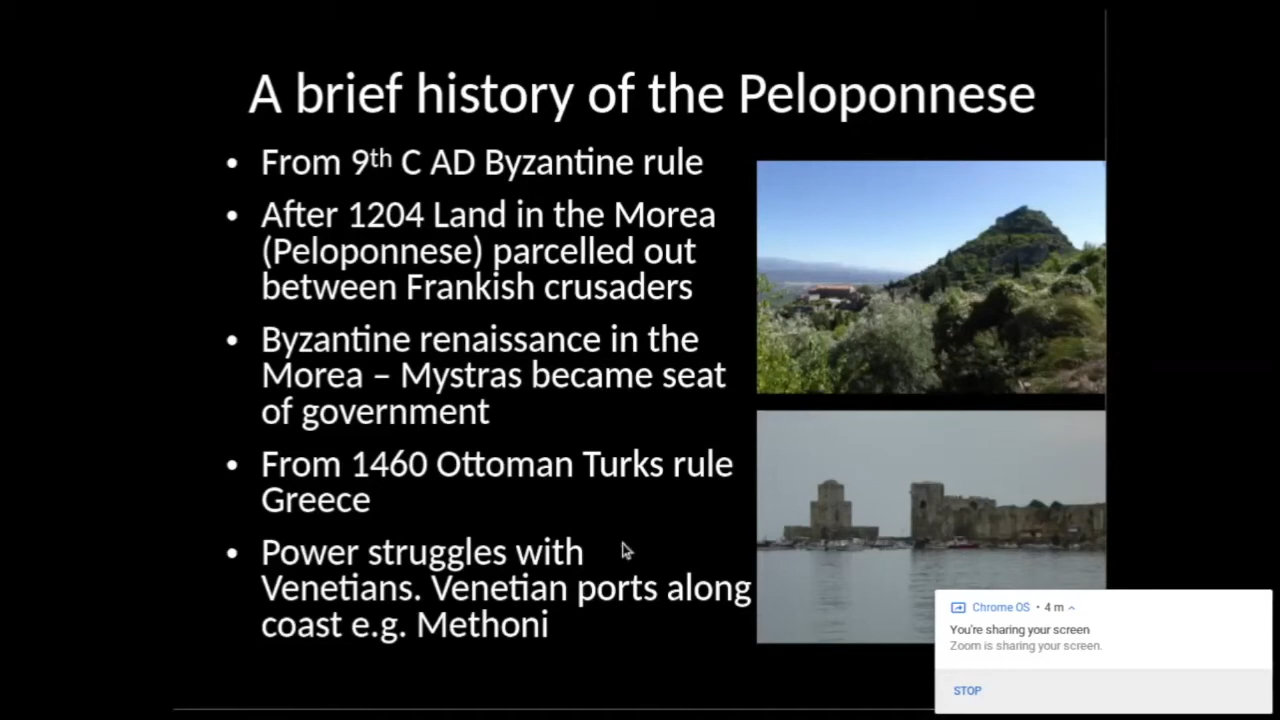 A brief history of the Peloponnese
• From 9th C AD Byzantine rule
• After 1204 Land in the Morea
(Peloponnese) parcelled out
between Frankish crusaders
• Byzantine renaissance in the
Morea – Mystras became seat
of government
• From 1460 Ottoman Turks rule
Greece
• Power struggles with
Venetians. Venetian ports along
coast e.g. Methoni
Chrome OS • 4 m
You're sharing your screen
Zoom is sharing your screen.
STOP